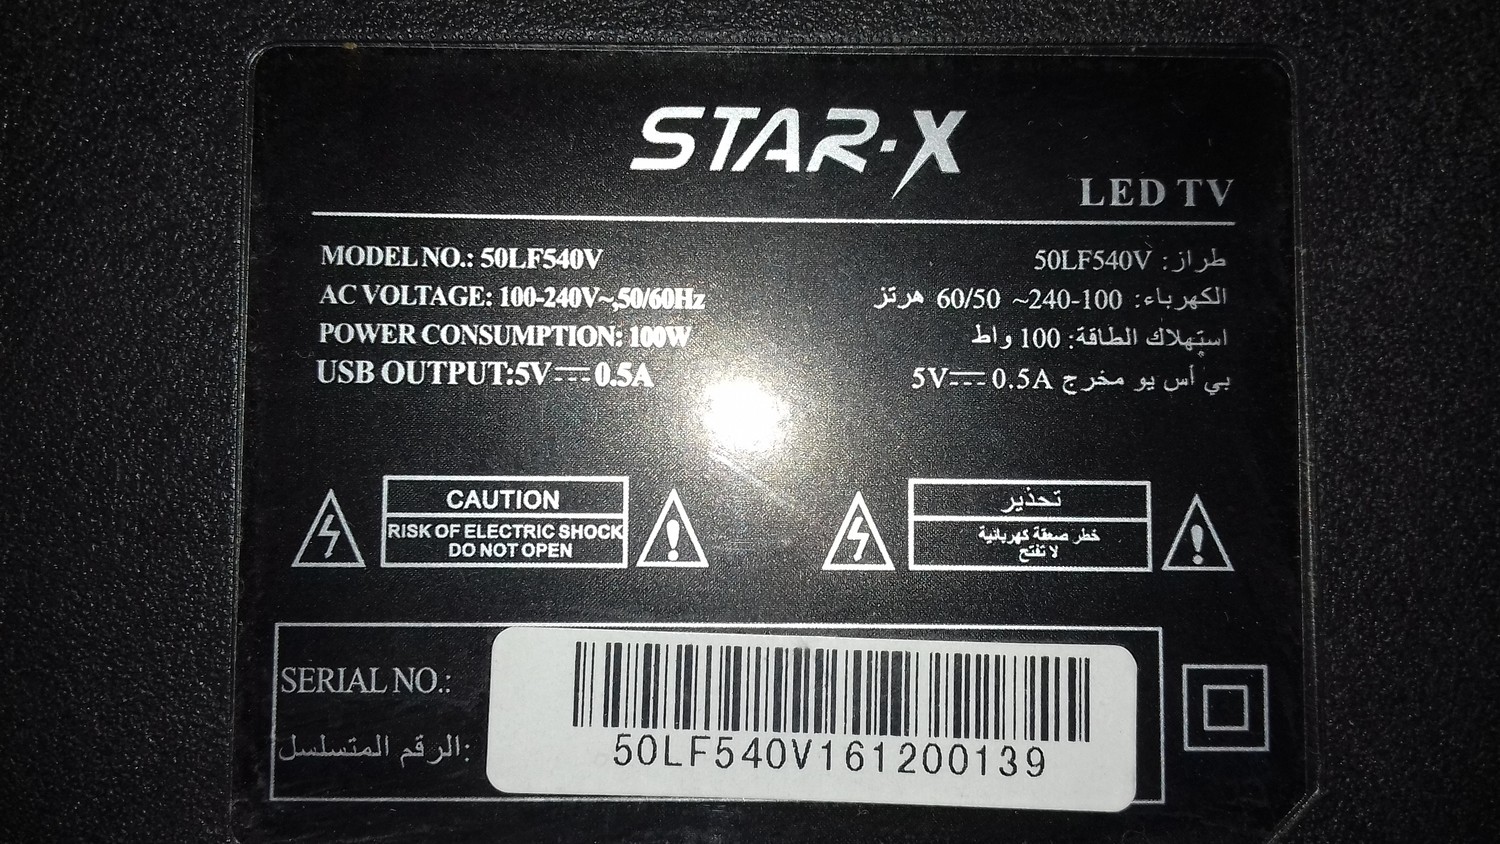 STAR-X
LED TV
MODEL NO.: 50LF540V
طراز: 50LF540V
AC VOLTAGE: 100-240V~,50/60Hz
الكهرباء: 100-240~ 60/50 هرتز
POWER CONSUMPTION: 100W
استهلاك الطاقة: 100 واط
USB OUTPUT:5V⎓0.5A
بي أس يو مخرج 5V⎓0.5A
CAUTION
RISK OF ELECTRIC SHOCK
DO NOT OPEN
تحذير
خطر صعقة كهربائية
لا تفتح
SERIAL NO.:
الرقم المتسلسل:
50LF540V161200139